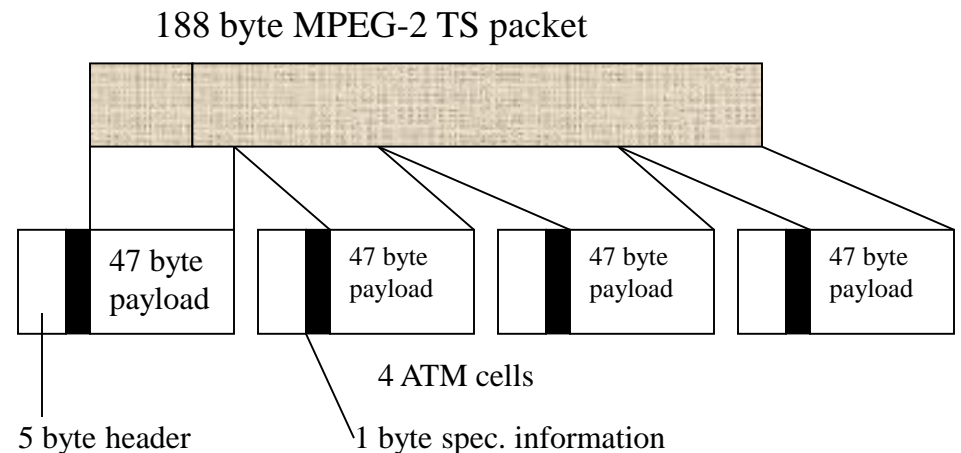 188 byte MPEG-2 TS packet
47 byte
payload
47 byte
payload
47 byte
payload
47 byte
payload
4 ATM cells
5 byte header
1 byte spec. information